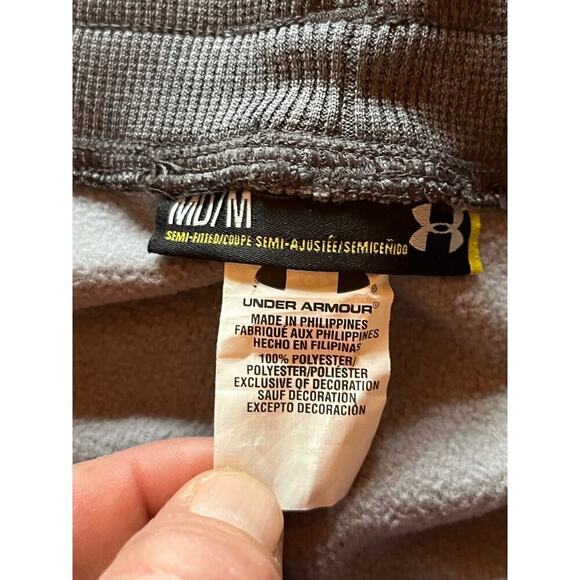 MD/M
SEMI-FITTED/COUPE SEMI-AJUSTÉE/SEMICEÑIDO
UNDER ARMOUR®
MADE IN PHILIPPINES
FABRIQUÉ AUX PHILIPPINES
HECHO EN FILIPINAS
100% POLYESTER/
POLYESTER/POLIÉSTER
EXCLUSIVE OF DECORATION
SAUF DÉCORATION
EXCEPTO DECORACIÓN